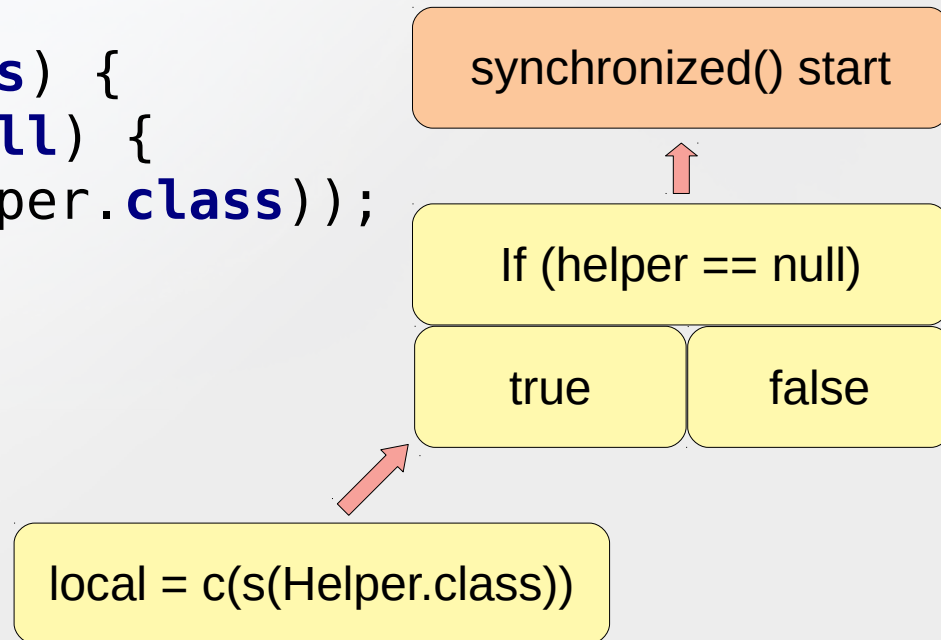 s) {
ll) {
per.class));
synchronized() start
If (helper == null)
true false
local = c(s(Helper.class))